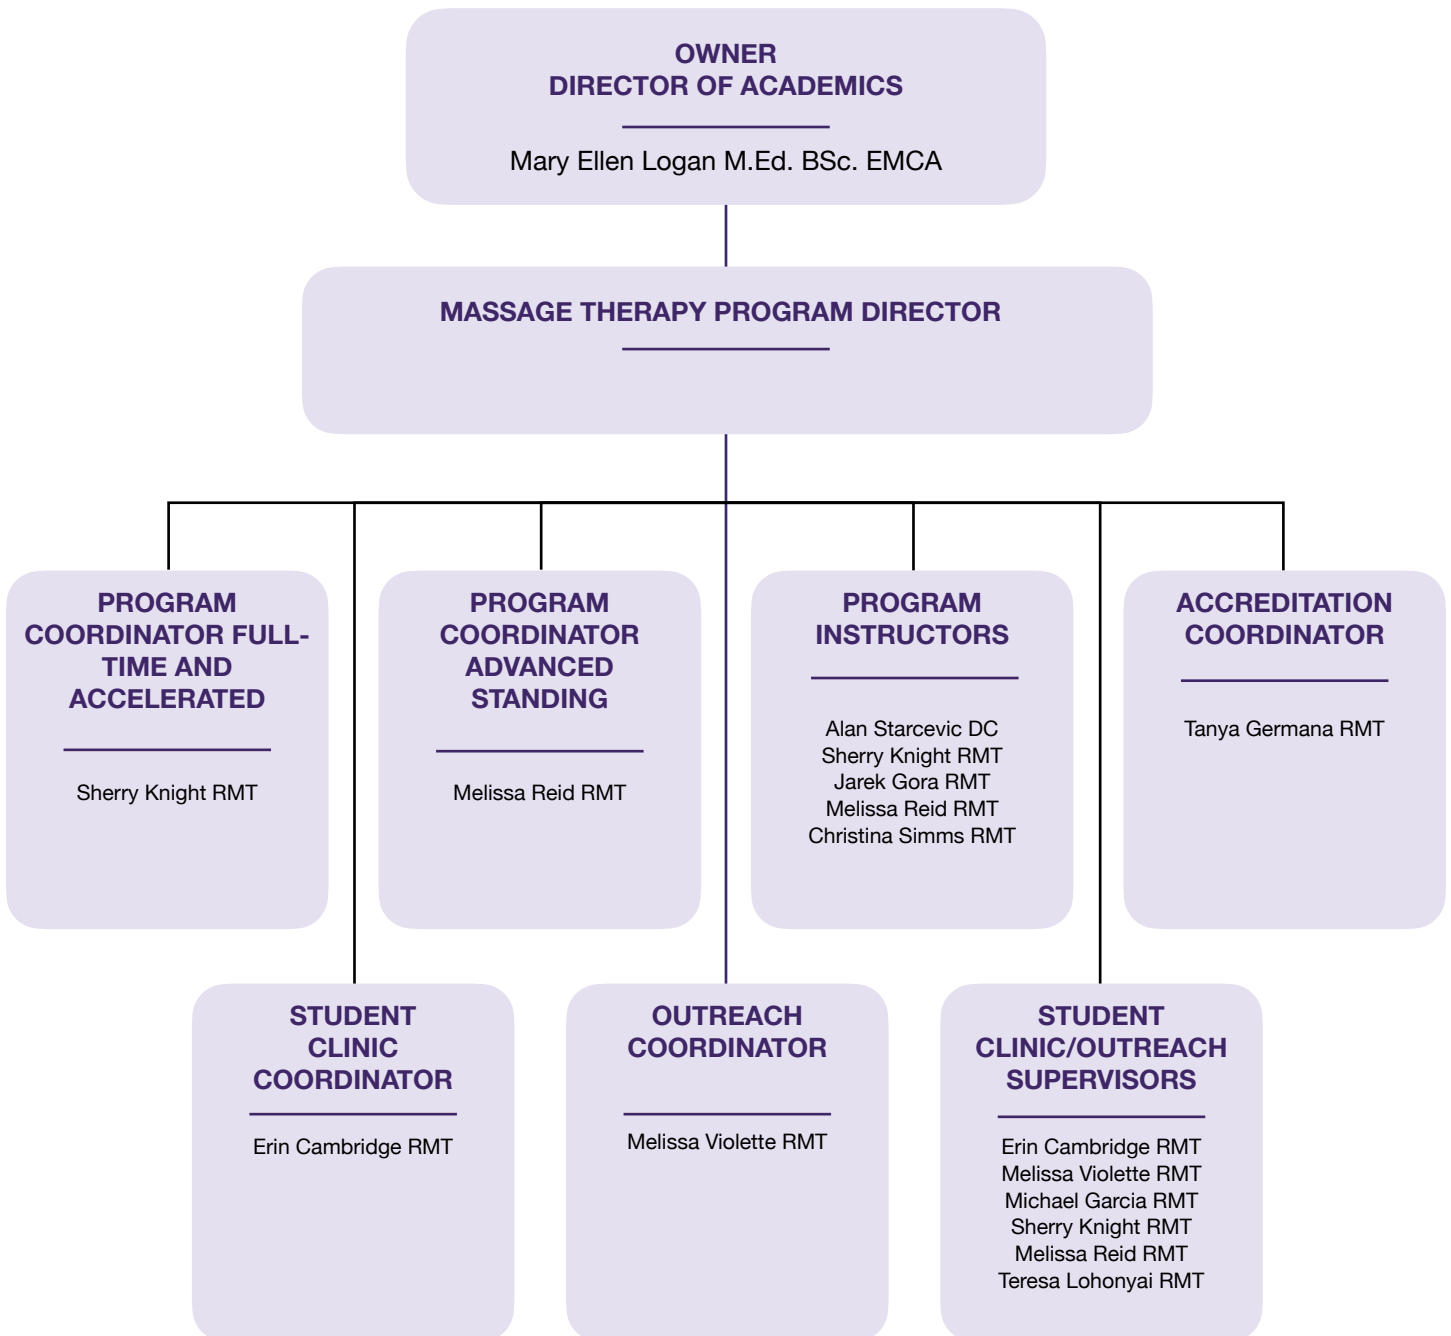 OWNER
DIRECTOR OF ACADEMICS
Mary Ellen Logan M.Ed. BSc. EMCA
MASSAGE THERAPY PROGRAM DIRECTOR
PROGRAM
COORDINATOR FULL-
TIME AND
ACCELERATED
Sherry Knight RMT
PROGRAM
COORDINATOR
ADVANCED
STANDING
Melissa Reid RMT
PROGRAM
INSTRUCTORS
Alan Starcevic DC
Sherry Knight RMT
Jarek Gora RMT
Melissa Reid RMT
Christina Simms RMT
ACCREDITATION
COORDINATOR
Tanya Germana RMT
STUDENT
CLINIC
COORDINATOR
Erin Cambridge RMT
OUTREACH
COORDINATOR
Melissa Violette RMT
STUDENT
CLINIC/OUTREACH
SUPERVISORS
Erin Cambridge RMT
Melissa Violette RMT
Michael Garcia RMT
Sherry Knight RMT
Melissa Reid RMT
Teresa Lohonyai RMT